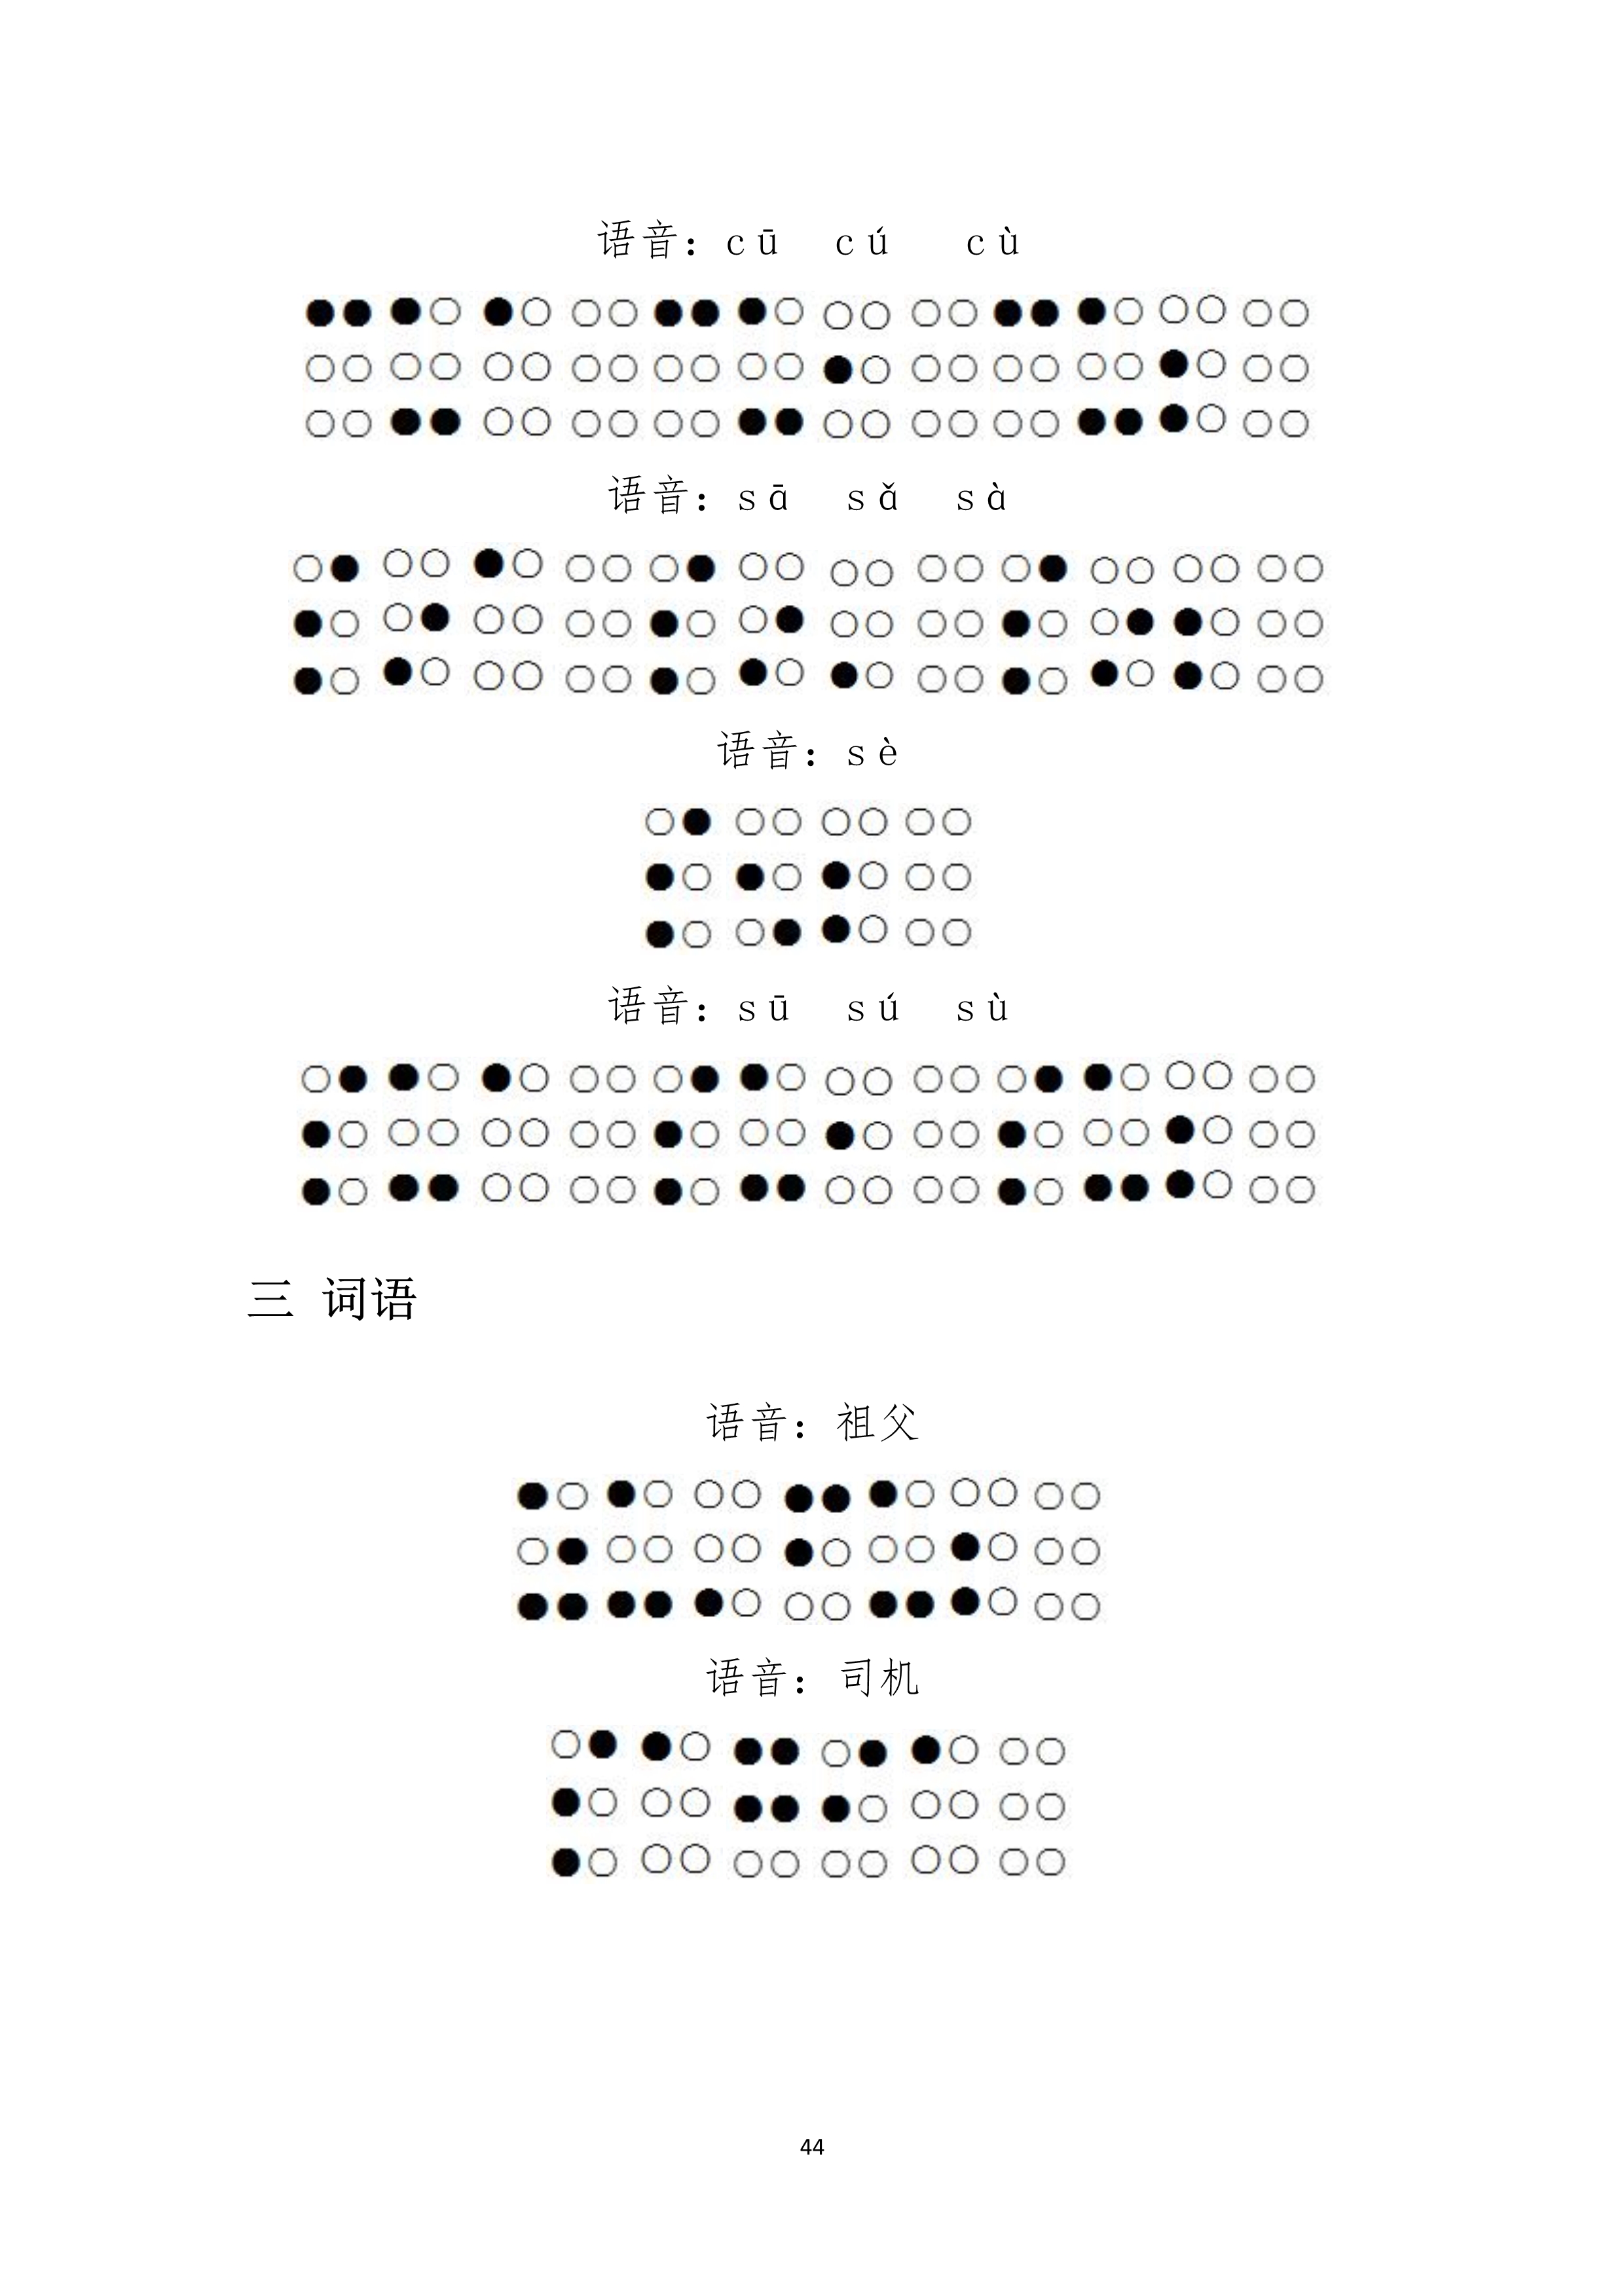 语音：cū cú cù
⠉⠥⠁⠀⠉⠥⠂⠀⠉⠥⠆⠀
语音：sā sǎ sà
⠎⠔⠁⠀⠎⠔⠄⠀⠎⠔⠆⠀
语音：sè
⠎⠢⠆⠀
语音：sū sú sù
⠎⠥⠁⠀⠎⠥⠂⠀⠎⠥⠆⠀
三 词语
语音：祖父
⠵⠥⠄⠋⠥⠆⠀
语音：司机
⠎⠁⠛⠊⠁⠀
44